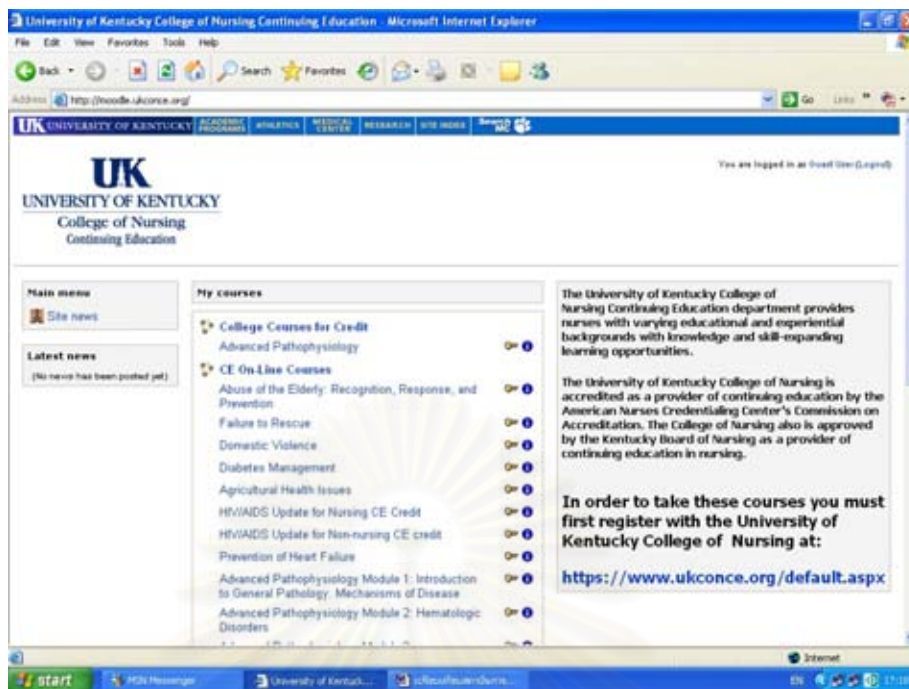 University of Kentucky College of Nursing Continuing Education - Microsoft Internet Explorer
File Edit View Favorites Tools Help
Back Search Favorites
Address http://moodle.ukconce.org/ Go Links
UK UNIVERSITY OF KENTUCKY ACADEMIC PROGRAMS ATHLETICS MEDICAL CENTER RESEARCH SITE INDEX Search
You are logged in as Guest User (Logout)
UK
UNIVERSITY OF KENTUCKY
College of Nursing
Continuing Education
Main menu
Site news
Latest news
(No news has been posted yet)
My courses
College Courses for Credit
Advanced Pathophysiology
CE On-Line Courses
Abuse of the Elderly: Recognition, Response, and
Prevention
Failure to Rescue
Domestic Violence
Diabetes Management
Agricultural Health Issues
HIV/AIDS Update for Nursing CE Credit
HIV/AIDS Update for Non-nursing CE credit
Prevention of Heart Failure
Advanced Pathophysiology Module 1: Introduction
to General Pathology: Mechanisms of Disease
Advanced Pathophysiology Module 2: Hematologic
Disorders
The University of Kentucky College of
Nursing Continuing Education department provides
nurses with varying educational and experiential
backgrounds with knowledge and skill-expanding
learning opportunities.
The University of Kentucky College of Nursing is
accredited as a provider of continuing education by the
American Nurses Credentialing Center's Commission on
Accreditation. The College of Nursing also is approved
by the Kentucky Board of Nursing as a provider of
continuing education in nursing.
In order to take these courses you must
first register with the University of
Kentucky College of Nursing at:
https://www.ukconce.org/default.aspx
Internet
start MSN Messenger University of Kentuck... EN